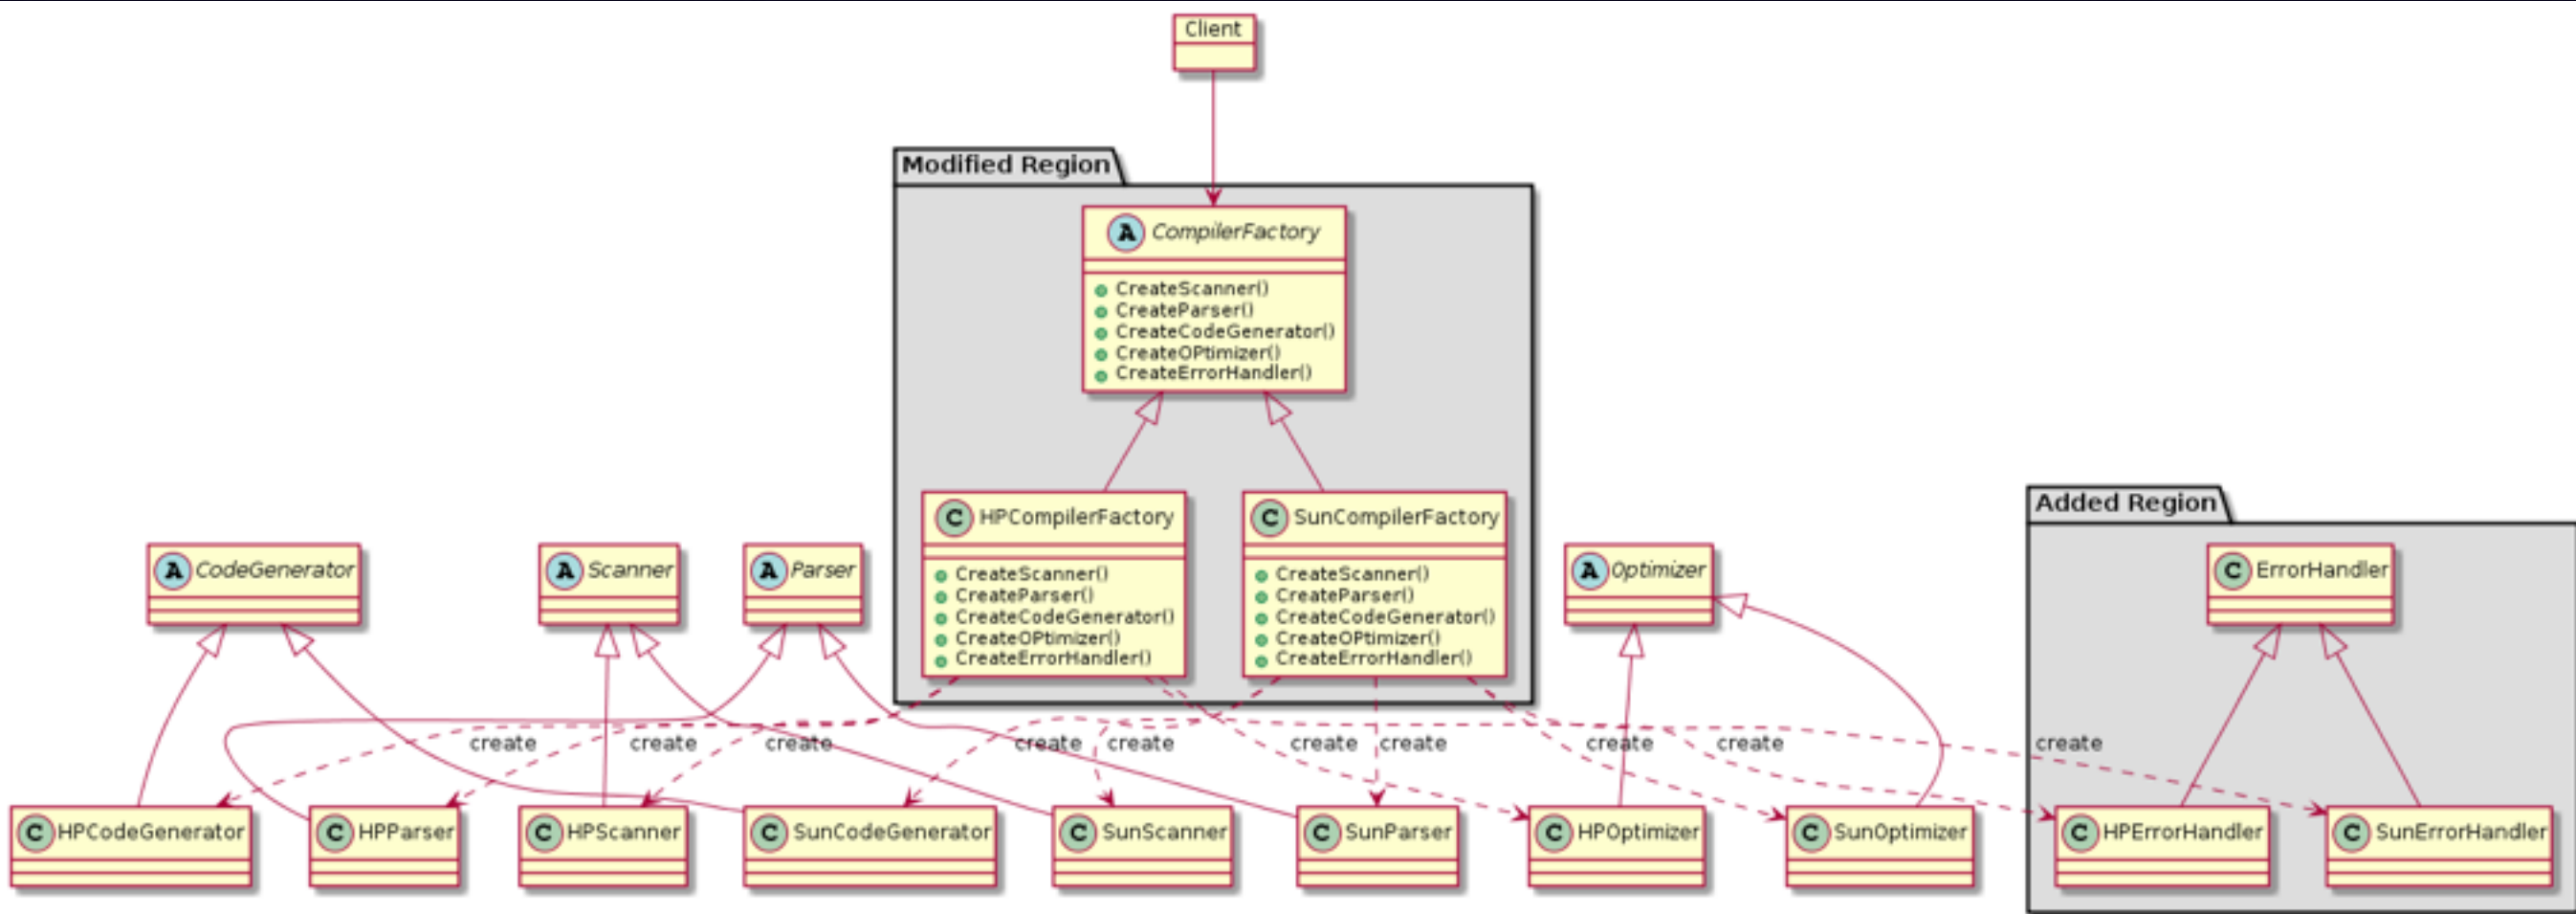 Client
Modified Region
A CompilerFactory
CreateScanner()
CreateParser()
CreateCodeGenerator()
CreateOPtimizer()
CreateErrorHandler()
Added Region
C HPCompilerFactory
CreateScanner()
CreateParser()
CreateCodeGenerator()
CreateOPtimizer()
CreateErrorHandler()
C SunCompilerFactory
CreateScanner()
CreateParser()
CreateCodeGenerator()
CreateOPtimizer()
CreateErrorHandler()
A CodeGenerator
A Scanner
A Parser
A Optimizer
C ErrorHandler
create
create
create
create
create
create
create
create
create
create
C HPCodeGenerator
C HPParser
C HPScanner
C SunCodeGenerator
C SunScanner
C SunParser
C HPOptimizer
C SunOptimizer
C HPErrorHandler
C SunErrorHandler